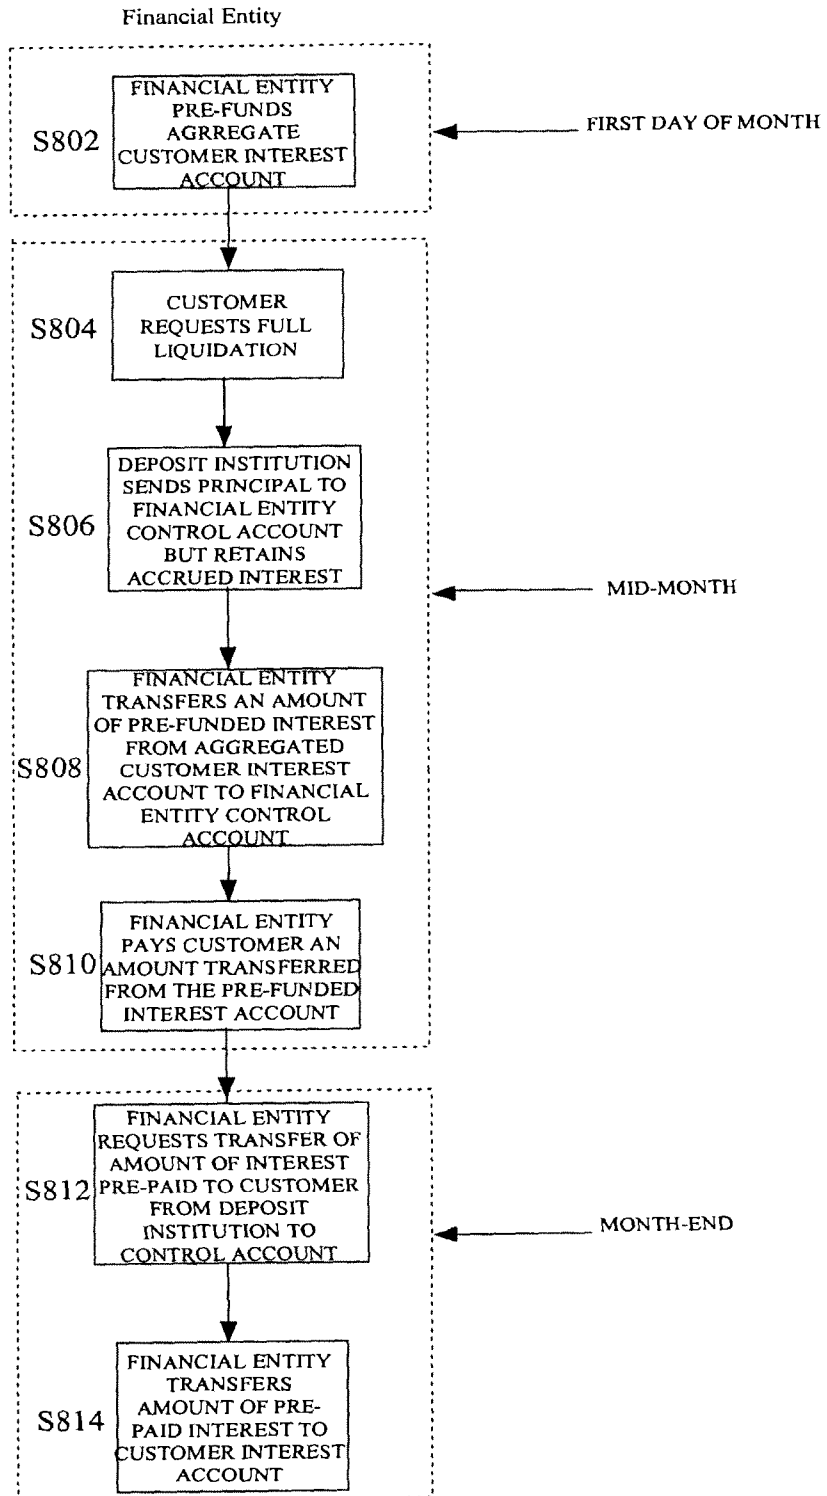 Financial Entity
S802
FINANCIAL ENTITY
PRE-FUNDS
AGRREGATE
CUSTOMER INTEREST
ACCOUNT
FIRST DAY OF MONTH
S804
CUSTOMER
REQUESTS FULL
LIQUIDATION
S806
DEPOSIT INSTITUTION
SENDS PRINCIPAL TO
FINANCIAL ENTITY
CONTROL ACCOUNT
BUT RETAINS
ACCRUED INTEREST
MID-MONTH
S808
FINANCIAL ENTITY
TRANSFERS AN AMOUNT
OF PRE-FUNDED INTEREST
FROM AGGREGATED
CUSTOMER INTEREST
ACCOUNT TO FINANCIAL
ENTITY CONTROL
ACCOUNT
S810
FINANCIAL ENTITY
PAYS CUSTOMER AN
AMOUNT TRANSFERRED
FROM THE PRE-FUNDED
INTEREST ACCOUNT
S812
FINANCIAL ENTITY
REQUESTS TRANSFER OF
AMOUNT OF INTEREST
PRE-PAID TO CUSTOMER
FROM DEPOSIT
INSTITUTION TO
CONTROL ACCOUNT
MONTH-END
S814
FINANCIAL ENTITY
TRANSFERS
AMOUNT OF PRE-
PAID INTEREST TO
CUSTOMER INTEREST
ACCOUNT